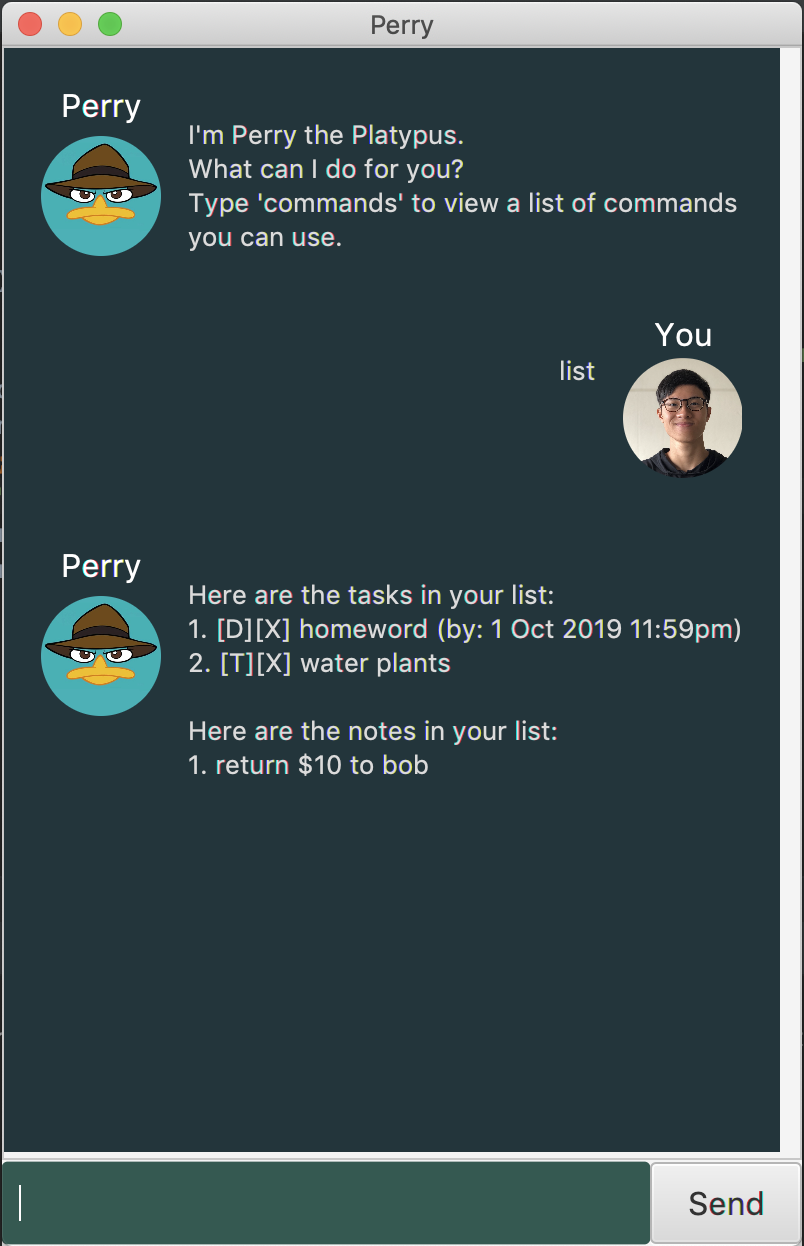 Perry
Perry
I'm Perry the Platypus.
What can I do for you?
Type 'commands' to view a list of commands
you can use.
You
list
Perry
Here are the tasks in your list:
1. [D][X] homeword (by: 1 Oct 2019 11:59pm)
2. [T][X] water plants
Here are the notes in your list:
1. return $10 to bob
Send